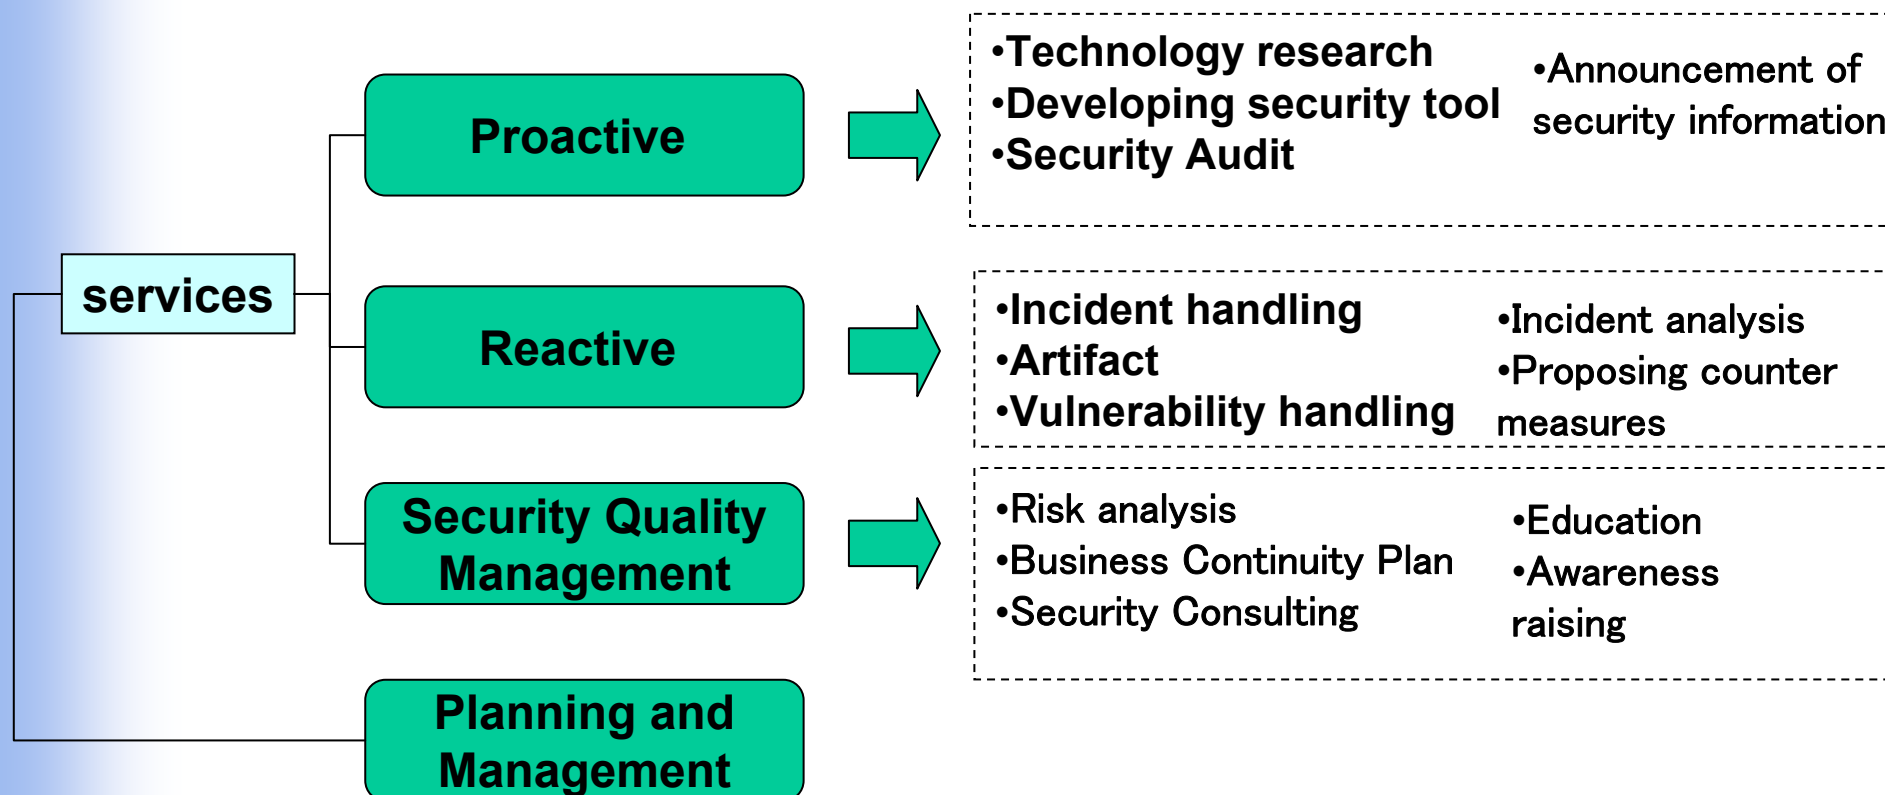 Proactive
•Technology research
•Developing security tool
•Security Audit
•Announcement of
security information
services
Reactive
•Incident handling
•Artifact
•Vulnerability handling
•Incident analysis
•Proposing counter
measures
Security Quality
Management
•Risk analysis
•Business Continuity Plan
•Security Consulting
•Education
•Awareness
raising
Planning and
Management